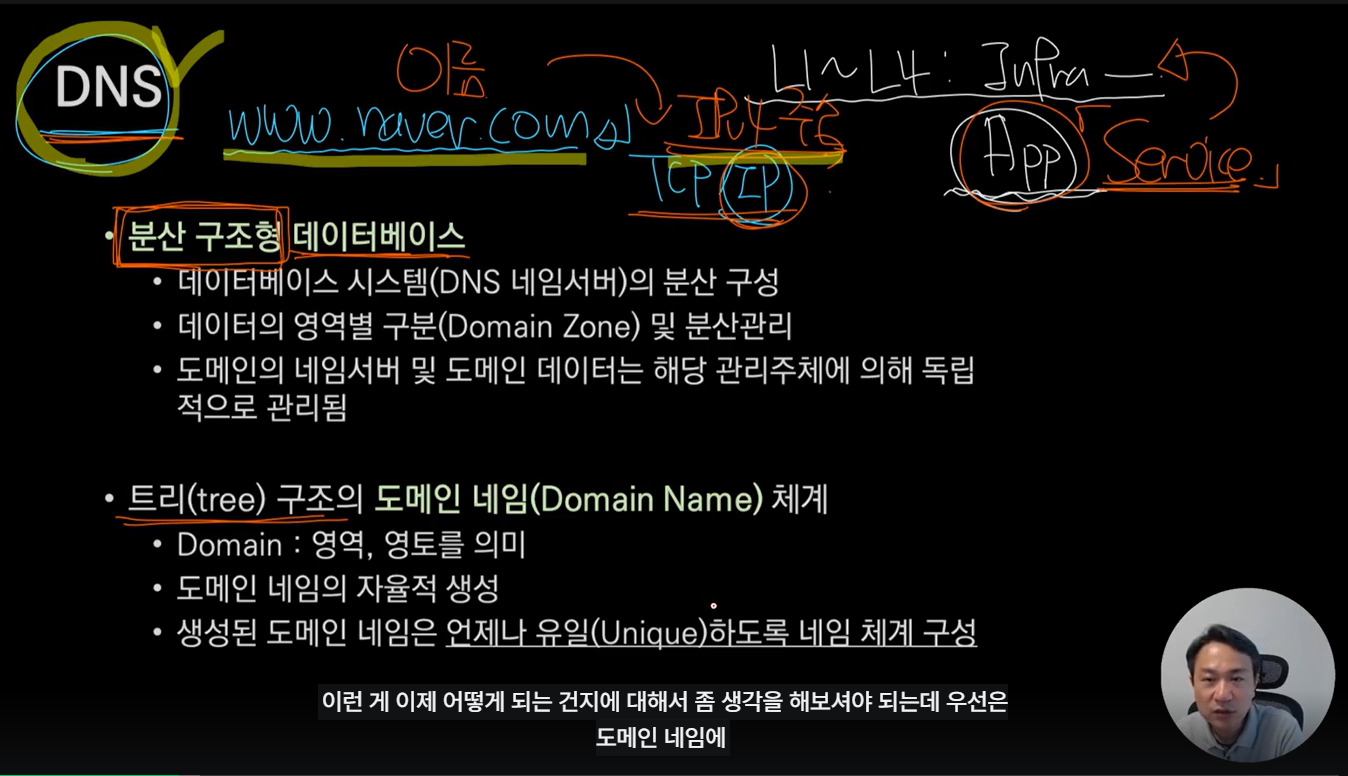 DNS
이름
L1~L4 : Infra
www.naver.com
IPv4 주소
App
Service
TCP/IP
• 분산 구조형 데이터베이스
• 데이터베이스 시스템(DNS 네임서버)의 분산 구성
• 데이터의 영역별 구분(Domain Zone) 및 분산관리
• 도메인의 네임서버 및 도메인 데이터는 해당 관리주체에 의해 독립
적으로 관리됨
• 트리(tree) 구조의 도메인 네임(Domain Name) 체계
• Domain : 영역, 영토를 의미
• 도메인 네임의 자율적 생성
• 생성된 도메인 네임은 언제나 유일(Unique)하도록 네임 체계 구성
이런 게 이제 어떻게 되는 건지에 대해서 좀 생각을 해보셔야 되는데 우선은
도메인 네임에